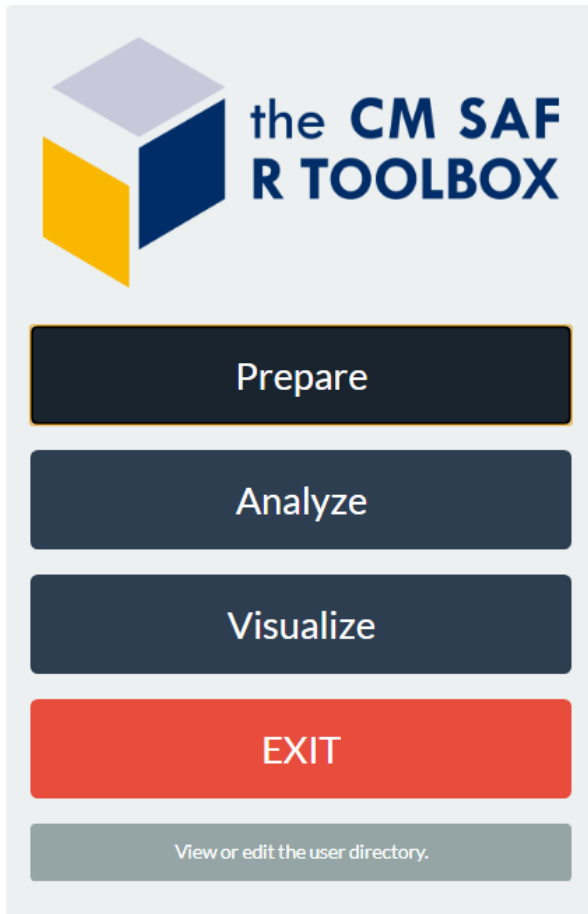 the CM SAF
R TOOLBOX
Prepare
Analyze
Visualize
EXIT
View or edit the user directory.